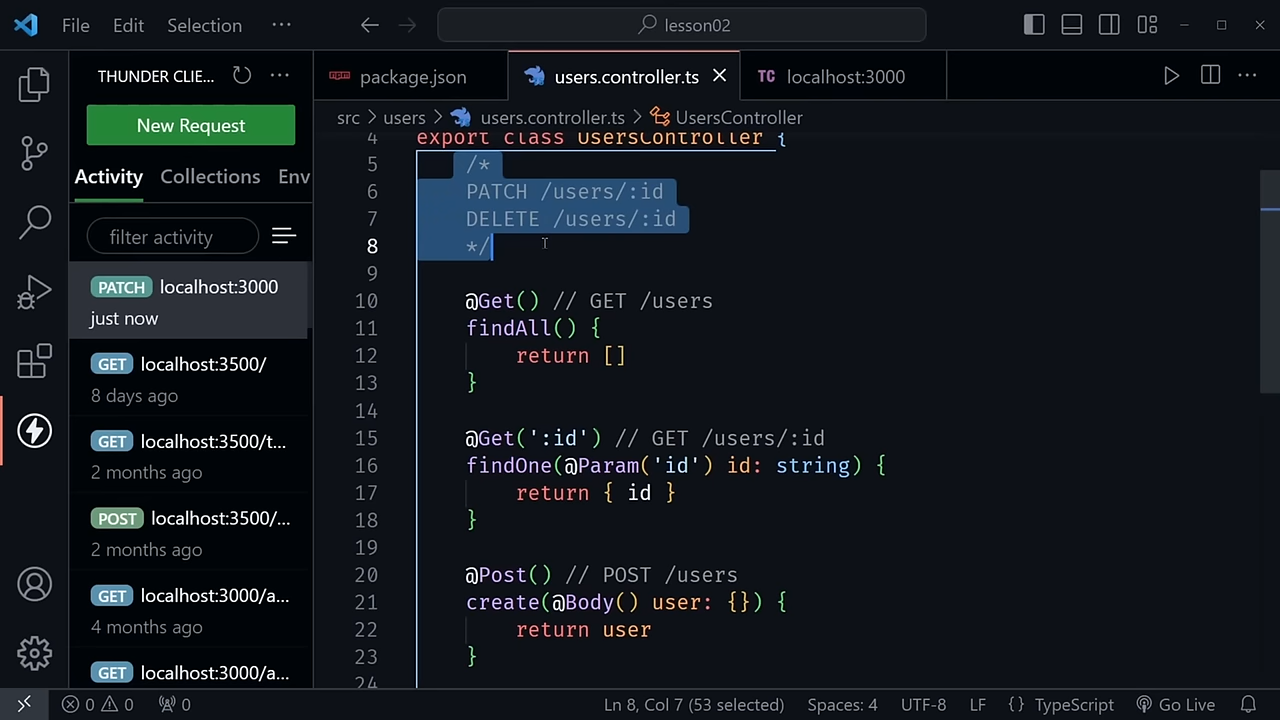 File Edit Selection ··· lesson02
THUNDER CLIE... ···
New Request
Activity Collections Env
filter activity
PATCH localhost:3000
just now
GET localhost:3500/
8 days ago
GET localhost:3500/t...
2 months ago
POST localhost:3500/...
2 months ago
GET localhost:3000/a...
4 months ago
GET localhost:3000/a...
package.json users.controller.ts TC localhost:3000 ···
src > users > users.controller.ts > UsersController
4 export class UsersController {
5 /*
6 PATCH /users/:id
7 DELETE /users/:id
8 */
9
10 @Get() // GET /users
11 findAll() {
12 return []
13 }
14
15 @Get(':id') // GET /users/:id
16 findOne(@Param('id') id: string) {
17 return { id }
18 }
19
20 @Post() // POST /users
21 create(@Body() user: {}) {
22 return user
23 }
24
0 0 0 Ln 8, Col 7 (53 selected) Spaces: 4 UTF-8 LF {} TypeScript Go Live